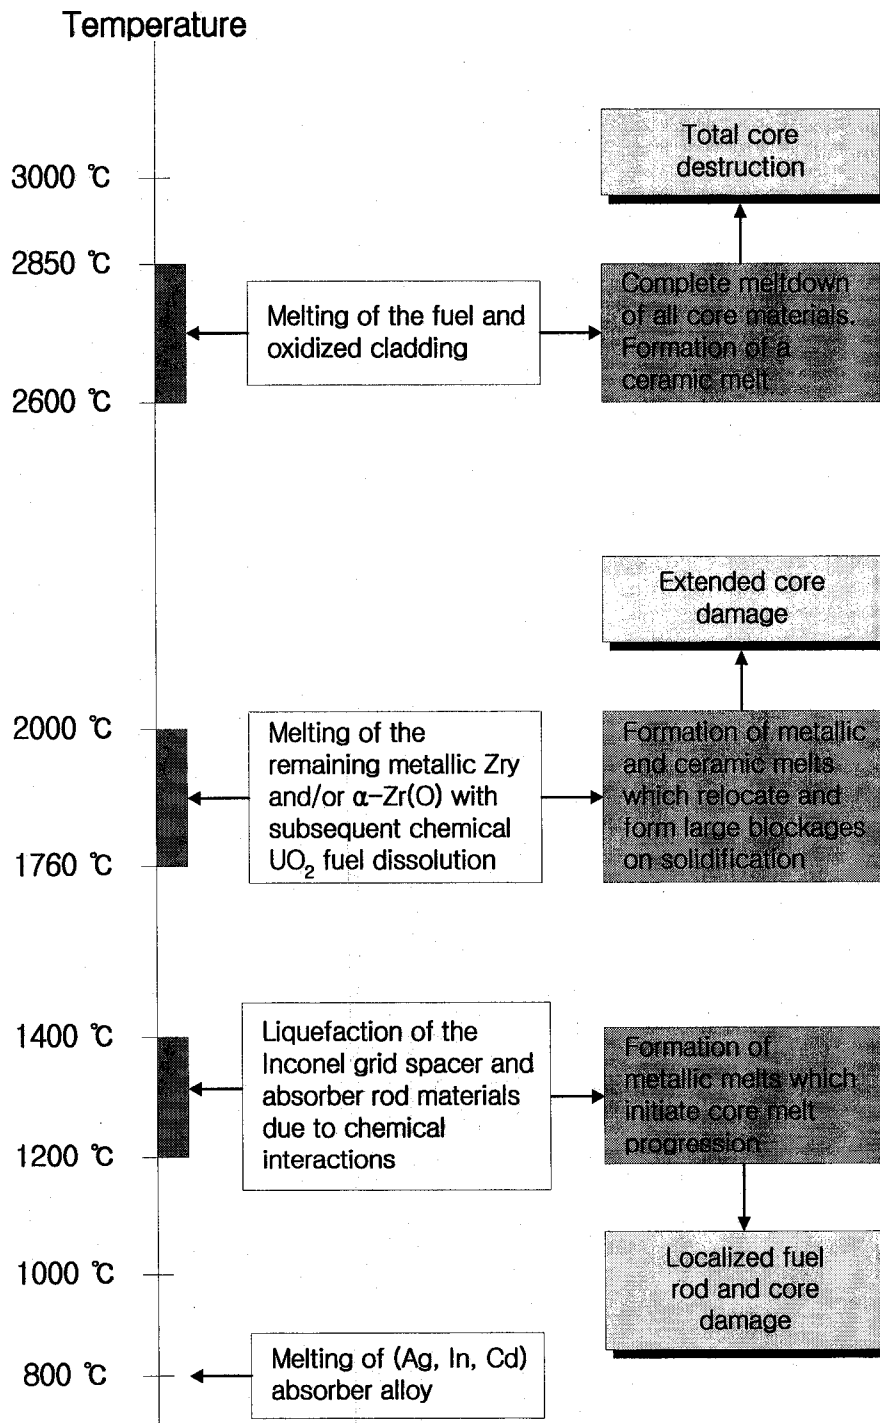 Temperature
Total core
destruction
3000 ℃
2850 ℃
Melting of the fuel and
oxidized cladding
Complete meltdown
of all core materials.
Formation of a
ceramic melt
2600 ℃
Extended core
damage
2000 ℃
Melting of the
remaining metallic Zry
and/or α-Zr(O) with
subsequent chemical
UO₂ fuel dissolution
Formation of metallic
and ceramic melts
which relocate and
form large blockages
on solidification
1760 ℃
1400 ℃
Liquefaction of the
Inconel grid spacer and
absorber rod materials
due to chemical
interactions
Formation of
metallic melts which
initiate core melt
progression
1200 ℃
1000 ℃
Localized fuel
rod and core
damage
800 ℃
Melting of (Ag, In, Cd)
absorber alloy